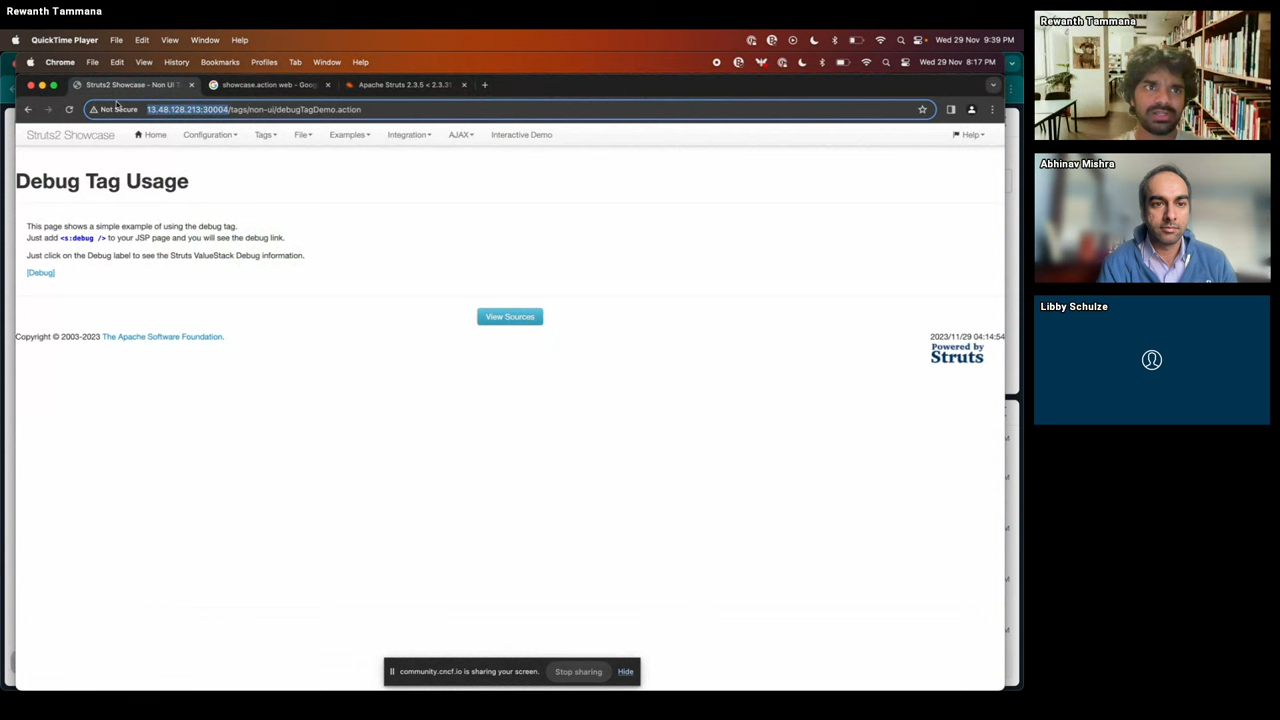 Rewanth Tammana
QuickTime Player File Edit View Window Help Wed 29 Nov 9:39 PM
Chrome File Edit View History Bookmarks Profiles Tab Window Help Wed 29 Nov 8:17 PM
Struts2 Showcase - Non UI T showcase.action web - Goog Apache Struts 2.3.5 < 2.3.31
Not Secure 13.48.128.213:30004/tags/non-ui/debugTagDemo.action
Struts2 Showcase Home Configuration Tags File Examples Integration AJAX Interactive Demo Help
Debug Tag Usage
This page shows a simple example of using the debug tag.
Just add <s:debug /> to your JSP page and you will see the debug link.
Just click on the Debug label to see the Struts ValueStack Debug information.
[Debug]
View Sources
Copyright © 2003-2023 The Apache Software Foundation.
2023/11/29 04:14:54
Powered by
Struts
community.cncf.io is sharing your screen. Stop sharing Hide
Rewanth Tammana
Abhinav Mishra
Libby Schulze